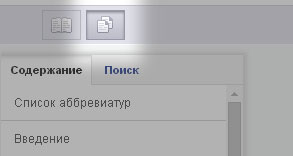 Содержание Поиск
Список аббревиатур
Введение